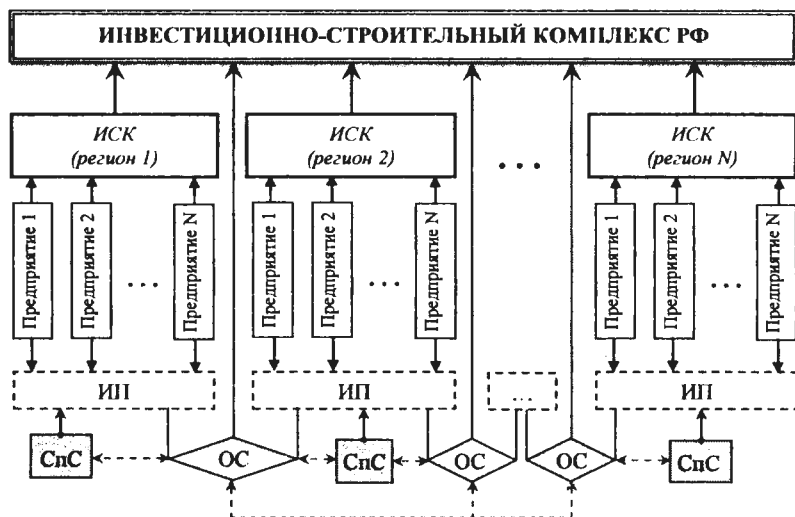 ИНВЕСТИЦИОННО-СТРОИТЕЛЬНЫЙ КОМПЛЕКС РФ
ИСК
(регион 1)
ИСК
(регион 2)
...
ИСК
(регион N)
Предприятие 1
Предприятие 2
...
Предприятие N
Предприятие 1
Предприятие 2
...
Предприятие N
Предприятие 1
Предприятие 2
...
Предприятие N
ИП
ИП
...
ИП
СпС
ОС
СпС
ОС
ОС
СпС